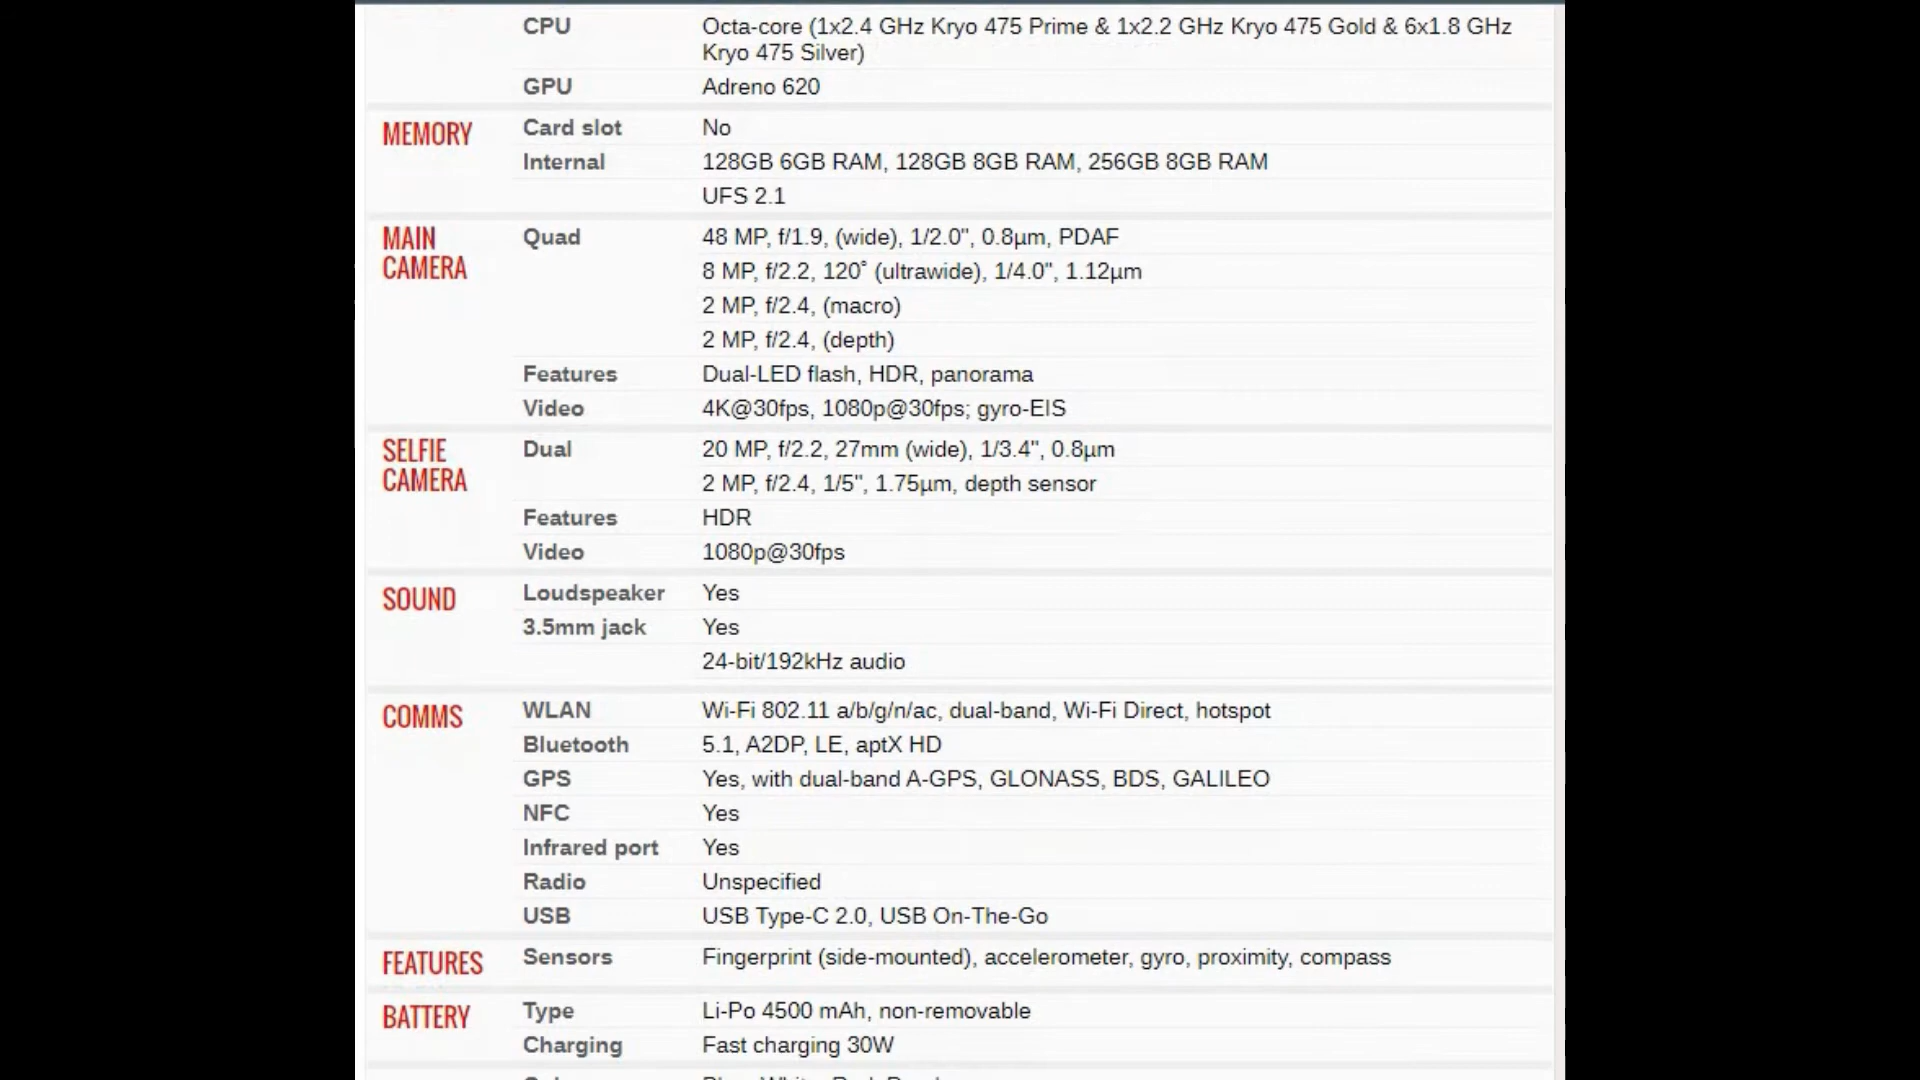 CPU Octa-core (1x2.4 GHz Kryo 475 Prime & 1x2.2 GHz Kryo 475 Gold & 6x1.8 GHz
Kryo 475 Silver)
GPU Adreno 620
MEMORY Card slot No
Internal 128GB 6GB RAM, 128GB 8GB RAM, 256GB 8GB RAM
UFS 2.1
MAIN CAMERA Quad 48 MP, f/1.9, (wide), 1/2.0", 0.8µm, PDAF
8 MP, f/2.2, 120˚ (ultrawide), 1/4.0", 1.12µm
2 MP, f/2.4, (macro)
2 MP, f/2.4, (depth)
Features Dual-LED flash, HDR, panorama
Video 4K@30fps, 1080p@30fps; gyro-EIS
SELFIE CAMERA Dual 20 MP, f/2.2, 27mm (wide), 1/3.4", 0.8µm
2 MP, f/2.4, 1/5", 1.75µm, depth sensor
Features HDR
Video 1080p@30fps
SOUND Loudspeaker Yes
3.5mm jack Yes
24-bit/192kHz audio
COMMS WLAN Wi-Fi 802.11 a/b/g/n/ac, dual-band, Wi-Fi Direct, hotspot
Bluetooth 5.1, A2DP, LE, aptX HD
GPS Yes, with dual-band A-GPS, GLONASS, BDS, GALILEO
NFC Yes
Infrared port Yes
Radio Unspecified
USB USB Type-C 2.0, USB On-The-Go
FEATURES Sensors Fingerprint (side-mounted), accelerometer, gyro, proximity, compass
BATTERY Type Li-Po 4500 mAh, non-removable
Charging Fast charging 30W